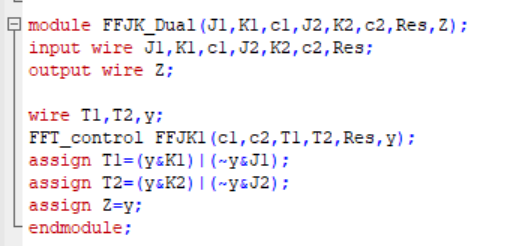 module FFJK_Dual(J1,K1,c1,J2,K2,c2,Res,Z);
input wire J1,K1,c1,J2,K2,c2,Res;
output wire Z;
wire T1,T2,y;
FFT_control FFJK1(c1,c2,T1,T2,Res,y);
assign T1=(y&K1)|(~y&J1);
assign T2=(y&K2)|(~y&J2);
assign Z=y;
endmodule;